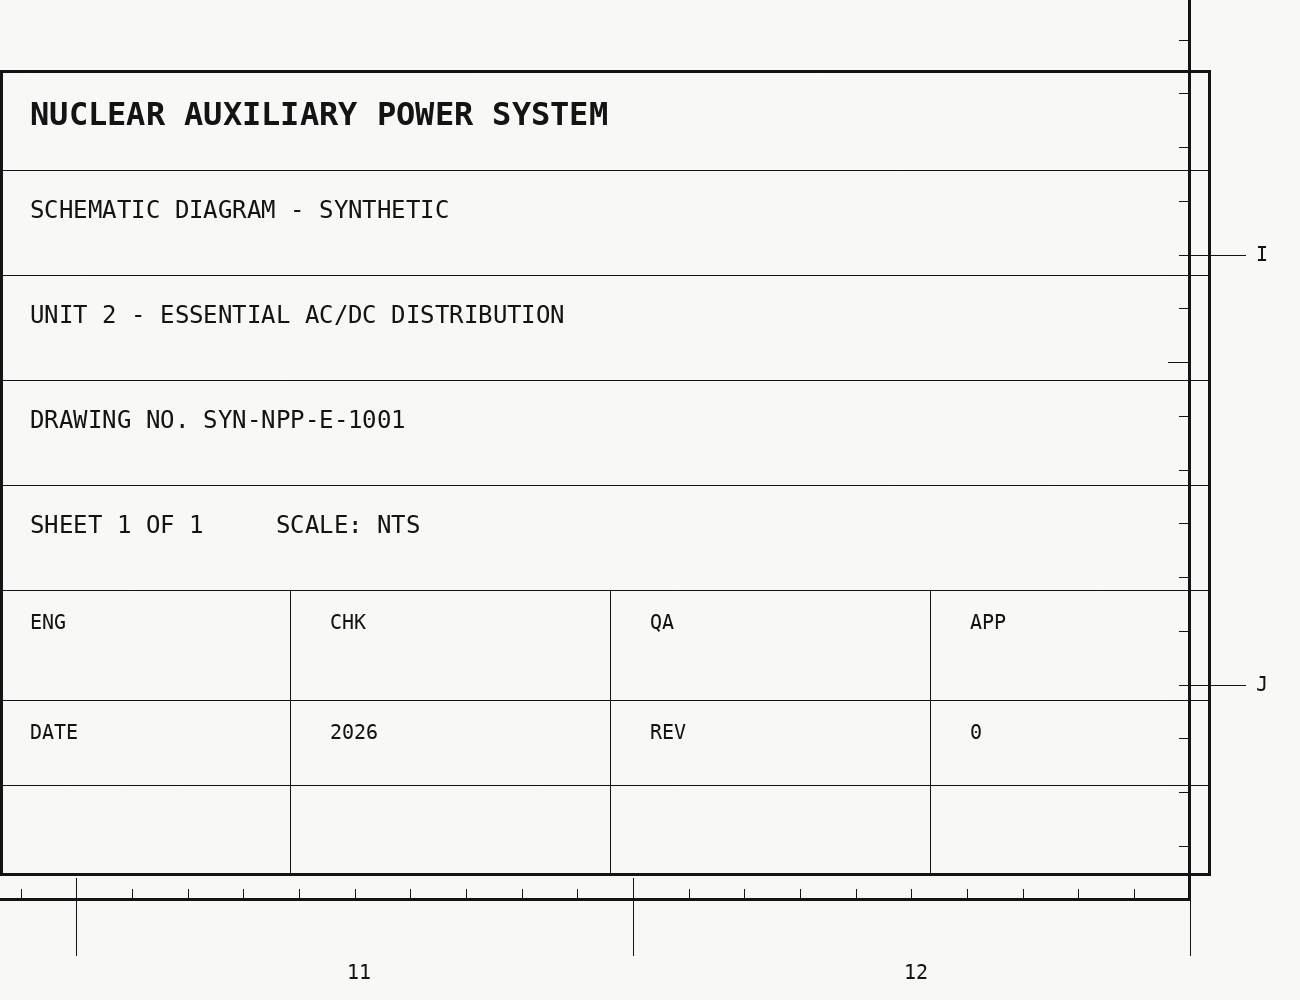 NUCLEAR AUXILIARY POWER SYSTEM
SCHEMATIC DIAGRAM - SYNTHETIC
I
UNIT 2 - ESSENTIAL AC/DC DISTRIBUTION
DRAWING NO. SYN-NPP-E-1001
SHEET 1 OF 1     SCALE: NTS
ENG CHK QA APP
J
DATE 2026 REV 0
11 12